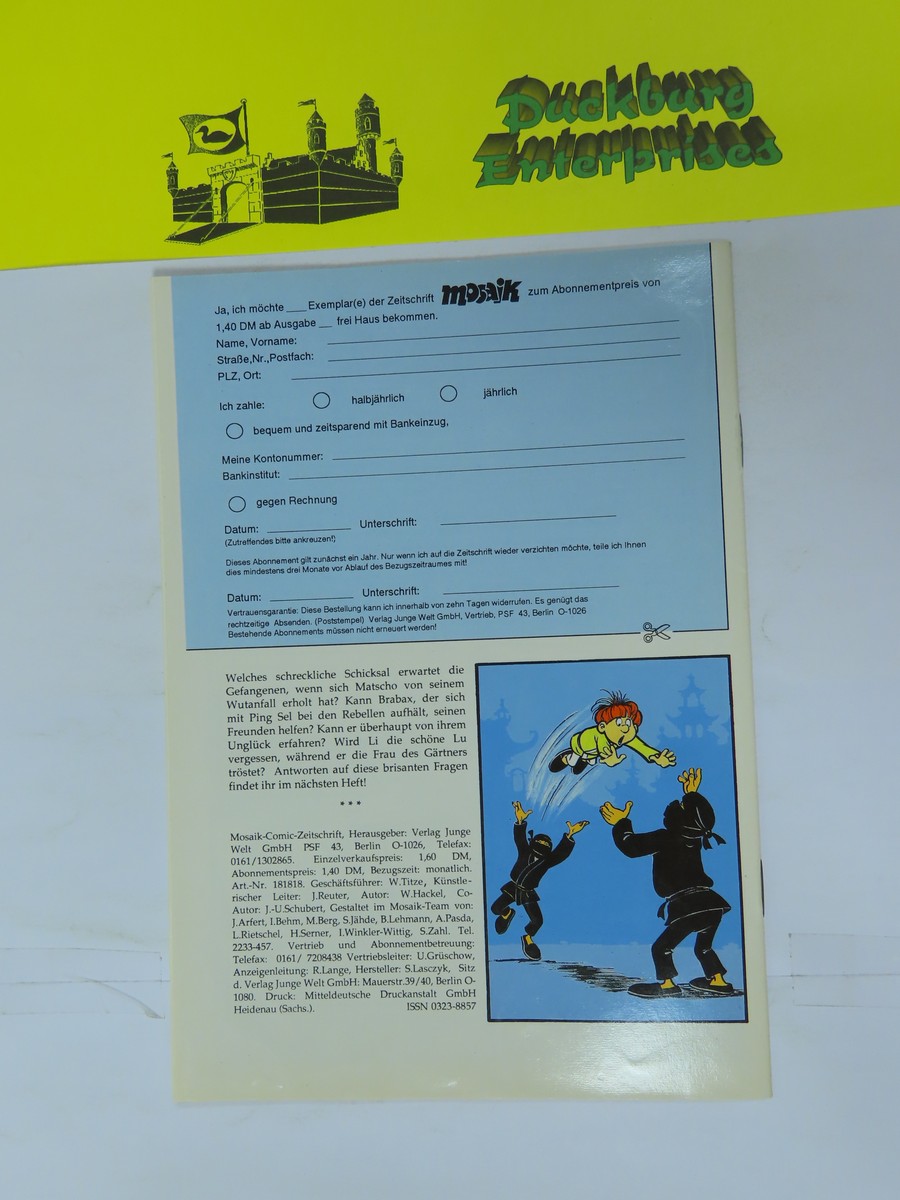 Duckburg
Enterprises
Ja, ich möchte ___ Exemplar(e) der Zeitschrift mosaik zum Abonnementpreis von
1,40 DM ab Ausgabe __ frei Haus bekommen.
Name, Vorname:
Straße,Nr.,Postfach:
PLZ, Ort:
Ich zahle: halbjährlich jährlich
bequem und zeitsparend mit Bankeinzug,
Meine Kontonummer:
Bankinstitut:
gegen Rechnung
Datum: Unterschrift:
(Zutreffendes bitte ankreuzen!)
Dieses Abonnement gilt zunächst ein Jahr. Nur wenn ich auf die Zeitschrift wieder verzichten möchte, teile ich Ihnen
dies mindestens drei Monate vor Ablauf des Bezugszeitraumes mit!
Datum: Unterschrift:
Vertrauensgarantie: Diese Bestellung kann ich innerhalb von zehn Tagen widerrufen. Es genügt das
rechtzeitige Absenden. (Poststempel) Verlag Junge Welt GmbH, Vertrieb, PSF 43, Berlin O-1026
Bestehende Abonnements müssen nicht erneuert werden!
Welches schreckliche Schicksal erwartet die
Gefangenen, wenn sich Matscho von seinem
Wutanfall erholt hat? Kann Brabax, der sich
mit Ping Sel bei den Rebellen aufhält, seinen
Freunden helfen? Kann er überhaupt von ihrem
Unglück erfahren? Wird Li die schöne Lu
vergessen, während er die Frau des Gärtners
tröstet? Antworten auf diese brisanten Fragen
findet ihr im nächsten Heft!
* * *
Mosaik-Comic-Zeitschrift, Herausgeber: Verlag Junge
Welt GmbH PSF 43, Berlin O-1026, Telefax:
0161/1302865. Einzelverkaufspreis: 1,60 DM,
Abonnementspreis: 1,40 DM, Bezugszeit: monatlich.
Art.-Nr. 181818. Geschäftsführer: W.Titze, Künstle-
rischer Leiter: J.Reuter, Autor: W.Hackel, Co-
Autor: J.-U.Schubert, Gestaltet im Mosaik-Team von:
J.Arfert, I.Behm, M.Berg, S.Jähde, B.Lehmann, A.Pasda,
L.Rietschel, H.Serner, I.Winkler-Wittig, S.Zahl. Tel.
2233-457. Vertrieb und Abonnementbetreuung:
Telefax: 0161/ 7208438 Vertriebsleiter: U.Grüschow,
Anzeigenleitung: R.Lange, Hersteller: S.Lasczyk, Sitz
d. Verlag Junge Welt GmbH: Mauerstr.39/40, Berlin O-
1080. Druck: Mitteldeutsche Druckanstalt GmbH
Heidenau (Sachs.). ISSN 0323-8857